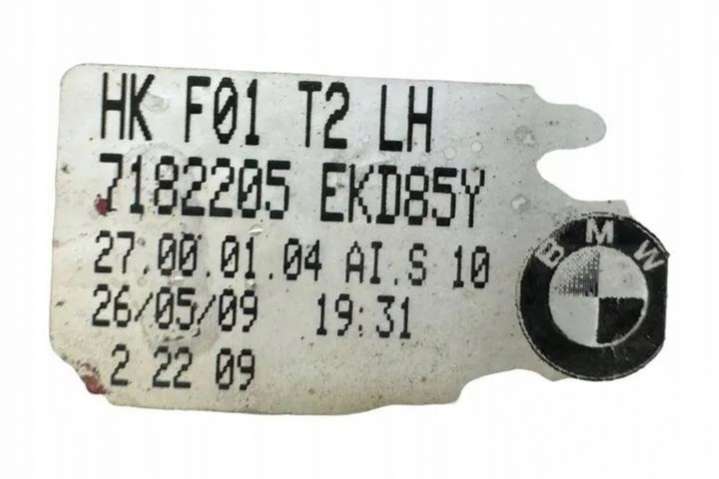 HK F01 T2 LH
7182205 EKD85Y
27.00.01.04 AI.S 10
26/05/09 19:31
2 22 09
BMW